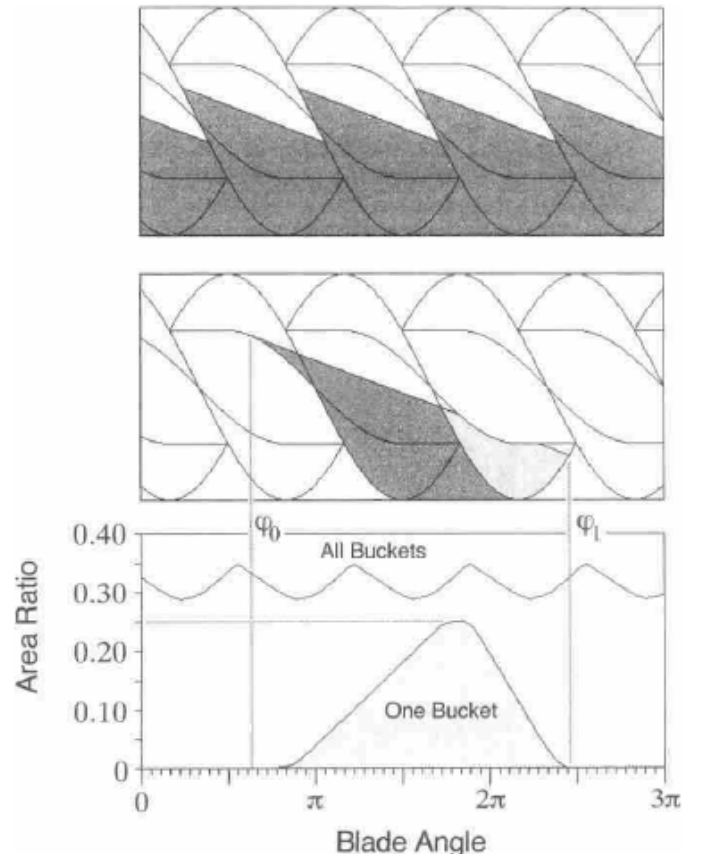 φ₀
φ₁
0.40
All Buckets
0.30
Area Ratio
0.20
One Bucket
0.10
0
0
π
2π
3π
Blade Angle